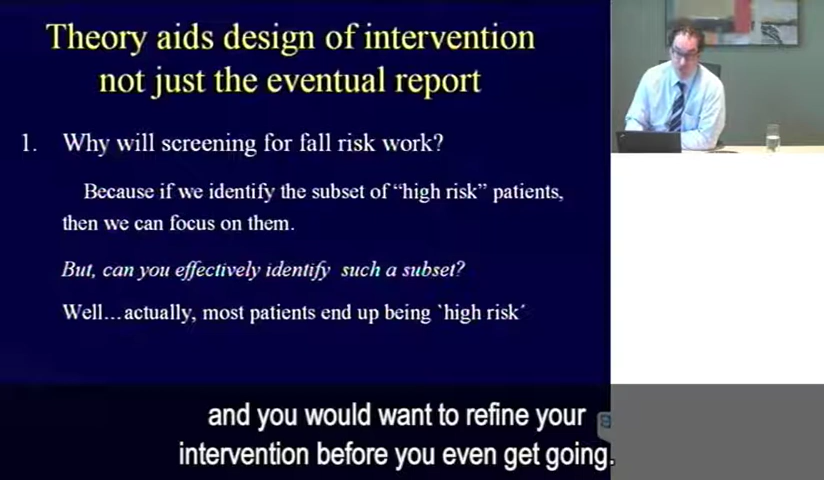 Theory aids design of intervention
not just the eventual report
1. Why will screening for fall risk work?
Because if we identify the subset of “high risk” patients,
then we can focus on them.
But, can you effectively identify such a subset?
Well…actually, most patients end up being `high risk´
and you would want to refine your
intervention before you even get going.